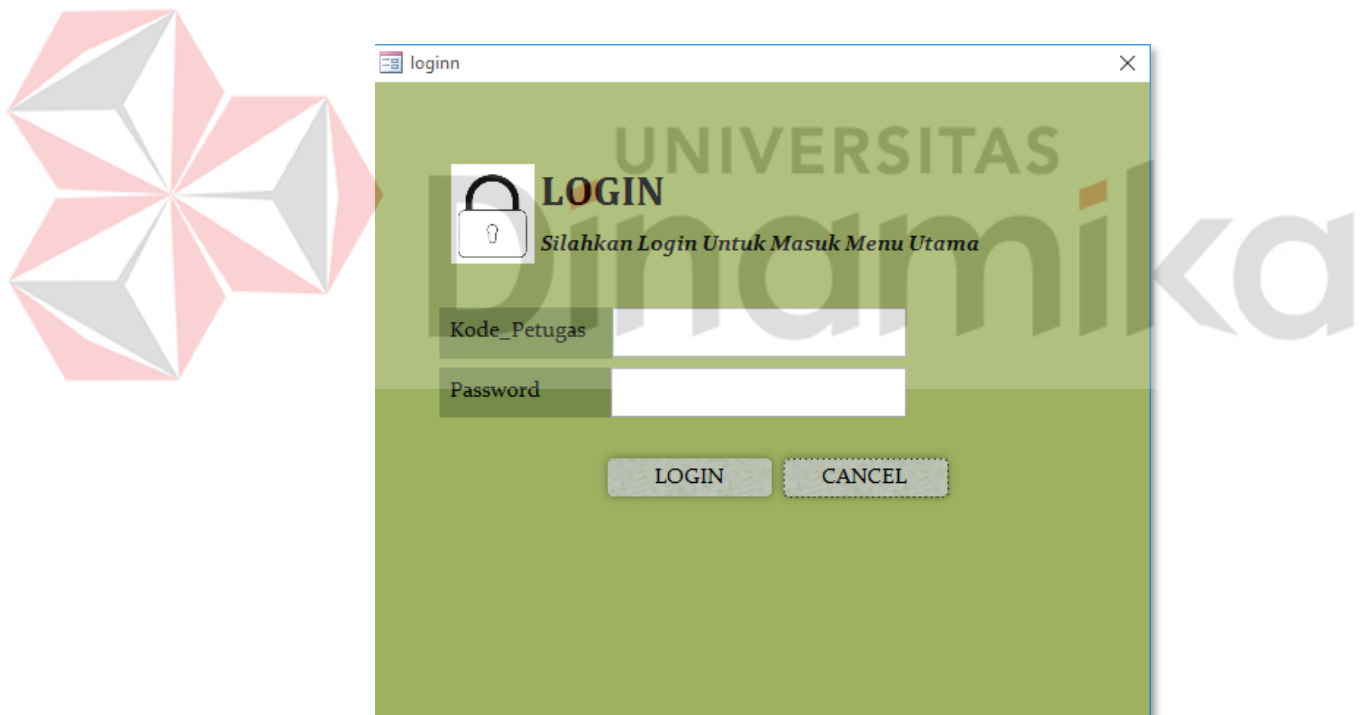 loginn
UNIVERSITAS
Dinamika
LOGIN
Silahkan Login Untuk Masuk Menu Utama
Kode_Petugas
Password
LOGIN CANCEL